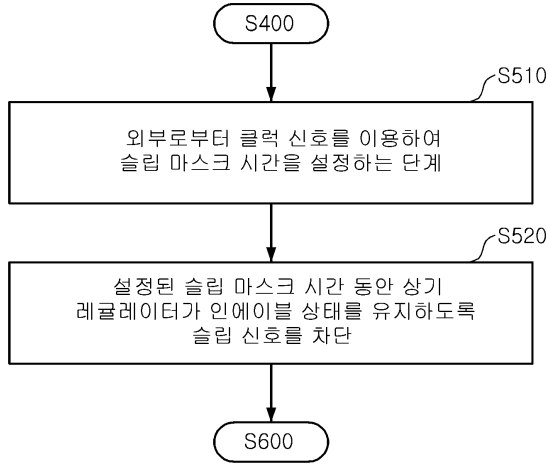 S400
S510
외부로부터 클럭 신호를 이용하여
슬립 마스크 시간을 설정하는 단계
S520
설정된 슬립 마스크 시간 동안 상기
레귤레이터가 인에이블 상태를 유지하도록
슬립 신호를 차단
S600